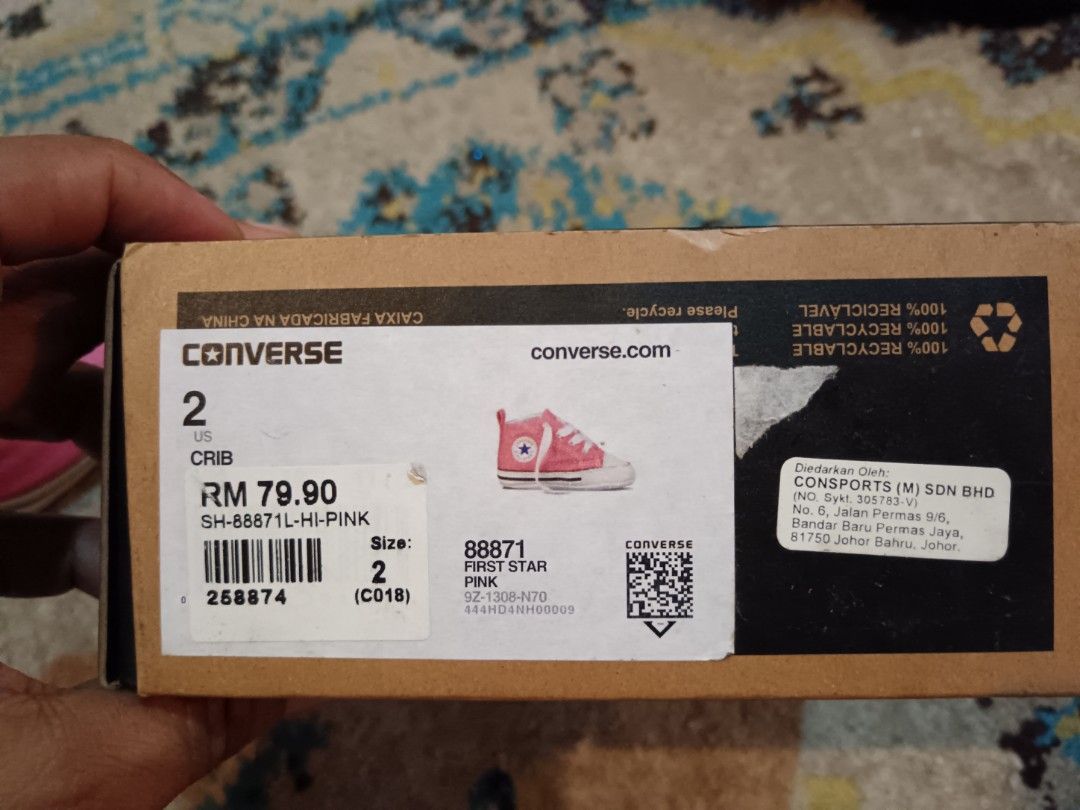 CAIXA FABRICADA NA CHINA
Please recycle.
100% RECICLÁVEL
100% RECYCLABLE
100% RECYCLABLE
CONVERSE
converse.com
2
US
CRIB
RM 79.90
SH-88871L-HI-PINK
Size:
2
258874
(C018)
0
88871
FIRST STAR
PINK
9Z-1308-N70
444HD4NH00009
CONVERSE
Diedarkan Oleh:
CONSPORTS (M) SDN BHD
(NO. Sykt. 305783-V)
No. 6, Jalan Permas 9/6,
Bandar Baru Permas Jaya,
81750 Johor Bahru, Johor.